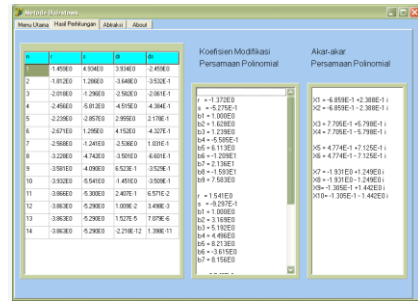 Metode Bairstown
Menu Utama Hasil Perhitungan Abtraksi About
Koefisien Modifikasi
Persamaan Polinomial
Akar-akar
Persamaan Polinomial
n r s dr ds
1 -1.459E0 4.934E0 3.934E0 -2.459E0
2 -1.812E0 1.286E0 -3.648E0 -3.532E-1
3 -2.018E0 -1.296E0 -2.582E0 -2.061E-1
4 -2.456E0 -5.812E0 -4.515E0 -4.384E-1
5 -2.239E0 -2.857E0 2.955E0 2.170E-1
6 -2.671E0 1.295E0 4.152E0 -4.327E-1
7 -2.568E0 -1.241E0 -2.536E0 1.031E-1
8 -3.228E0 -4.742E0 -3.501E0 -6.601E-1
9 -3.581E0 -4.090E0 6.523E-1 -3.529E-1
10 -3.932E0 -5.541E0 -1.451E0 -3.509E-1
11 -3.866E0 -5.300E0 2.407E-1 6.571E-2
12 -3.863E0 -5.290E0 1.009E-2 3.498E-3
13 -3.863E0 -5.290E0 1.527E-5 7.879E-6
14 -3.863E0 -5.290E0 -2.210E-12 1.398E-11
r = -1.372E0
s = -5.275E-1
b1 = 1.000E0
b2 = 1.628E0
b3 = 1.239E0
b4 = -5.585E-1
b5 = 6.113E0
b6 = -1.209E1
b7 = 2.136E1
b8 = -1.593E1
b9 = 7.583E0
r = 1.541E0
s = -9.297E-1
b1 = 1.000E0
b2 = 3.169E0
b3 = 5.192E0
b4 = 4.496E0
b5 = 8.213E0
b6 = -3.615E0
b7 = 8.156E0
X1 = -6.859E-1 +2.388E-1 i
X2 = -6.859E-1 -2.388E-1 i
X3 = 7.705E-1 +5.798E-1 i
X4 = 7.705E-1 - 5.798E-1 i
X5 = 4.774E-1 +7.125E-1 i
X6 = 4.774E-1 - 7.125E-1 i
X7 = -1.931E0 +1.249E0 i
X8 = -1.931E0 -1.249E0 i
X9= -1.305E-1 +1.442E0 i
X10= -1.305E-1 - 1.442E0 i